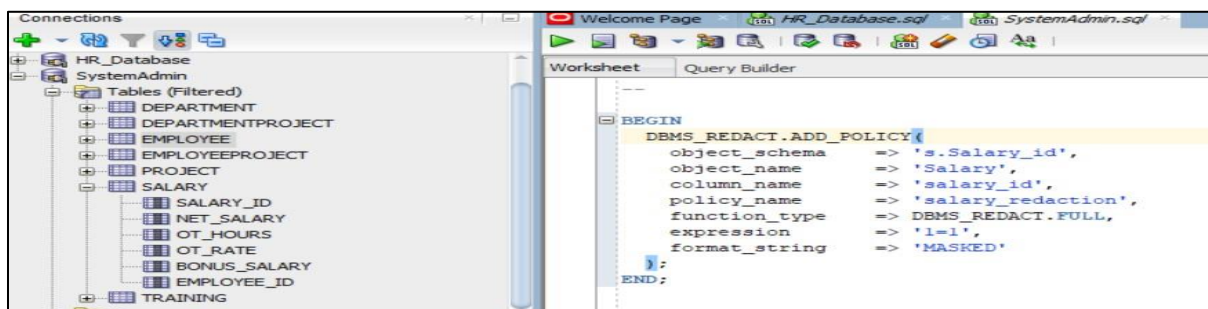 Connections
HR_Database
SystemAdmin
Tables (Filtered)
DEPARTMENT
DEPARTMENTPROJECT
EMPLOYEE
EMPLOYEEPROJECT
PROJECT
SALARY
SALARY_ID
NET_SALARY
OT_HOURS
OT_RATE
BONUS_SALARY
EMPLOYEE_ID
TRAINING
Welcome Page HR_Database.sql SystemAdmin.sql
Worksheet Query Builder
--
BEGIN
DBMS_REDACT.ADD_POLICY(
object_schema => 's.Salary_id',
object_name => 'Salary',
column_name => 'salary_id',
policy_name => 'salary_redaction',
function_type => DBMS_REDACT.FULL,
expression => '1=1',
format_string => 'MASKED'
);
END;